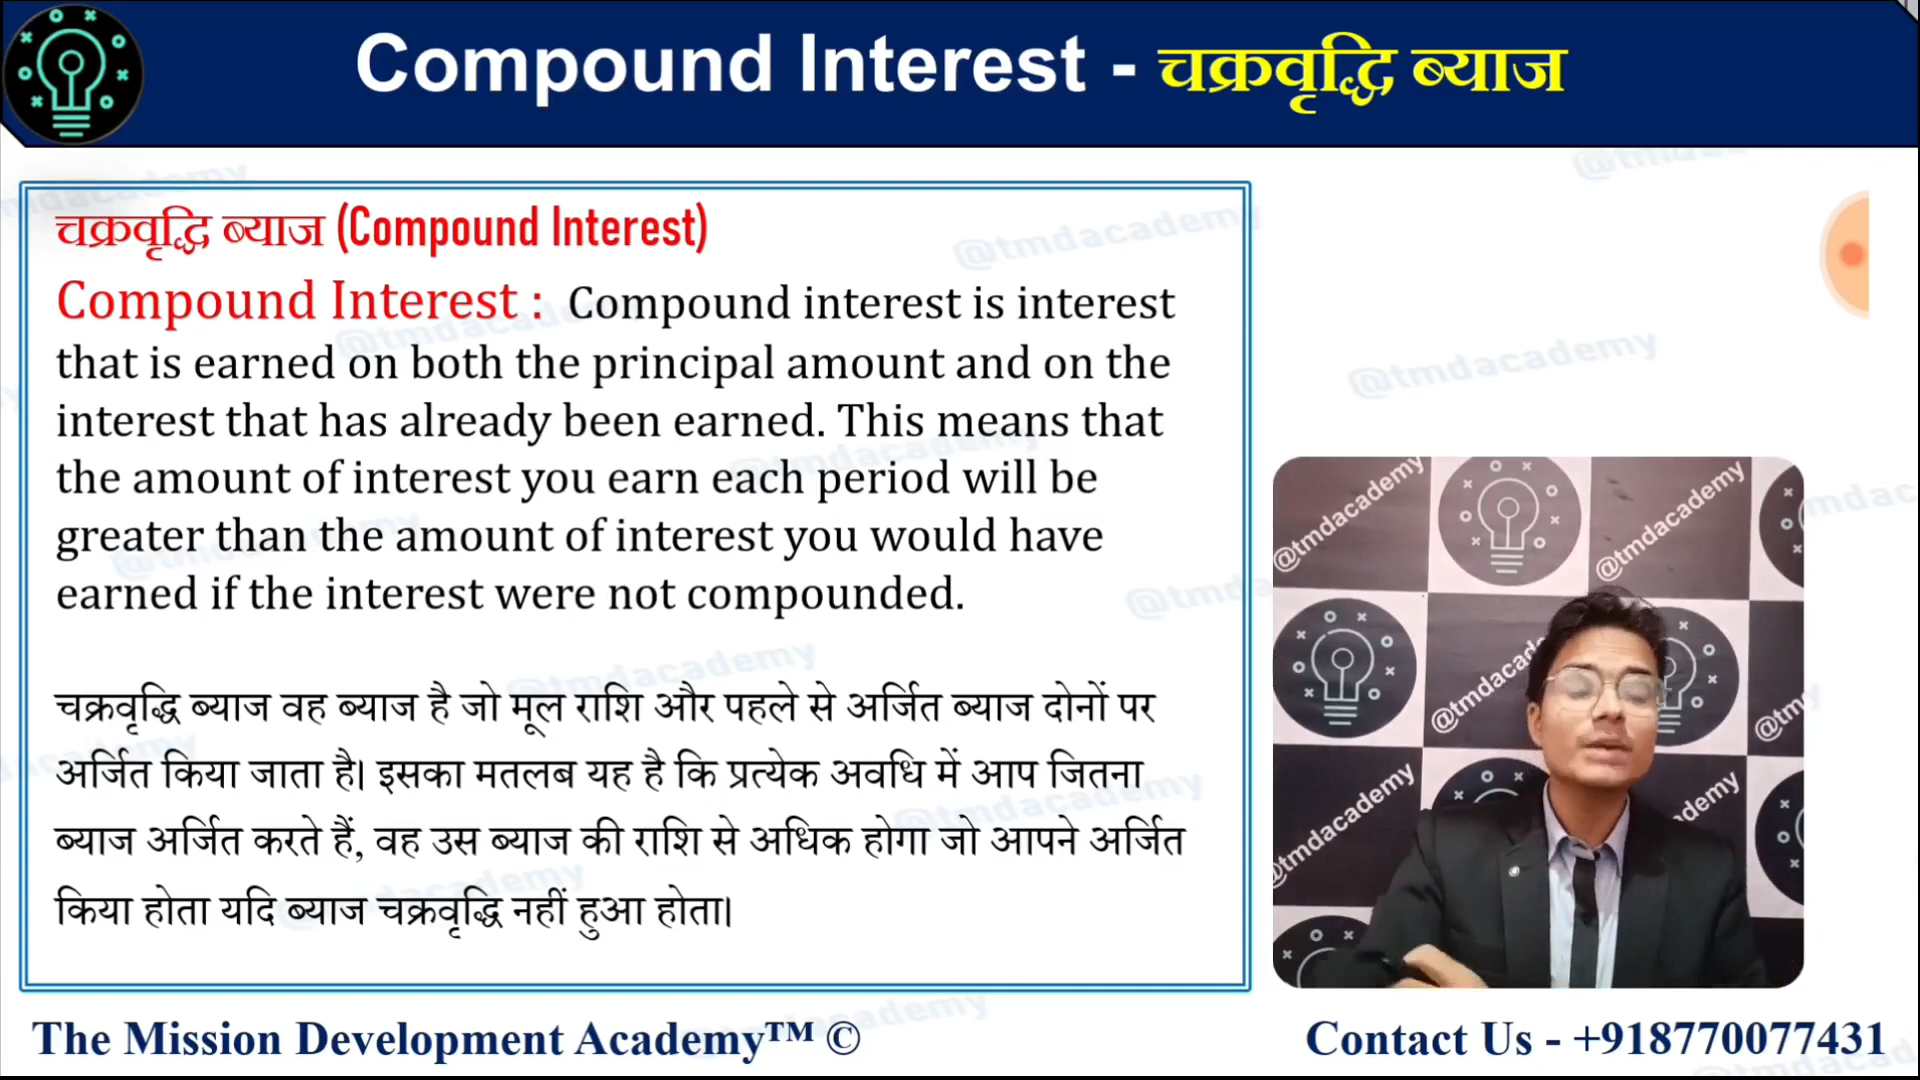 Compound Interest - चक्रवृद्धि ब्याज
चक्रवृद्धि ब्याज (Compound Interest)
Compound Interest : Compound interest is interest
that is earned on both the principal amount and on the
interest that has already been earned. This means that
the amount of interest you earn each period will be
greater than the amount of interest you would have
earned if the interest were not compounded.
चक्रवृद्धि ब्याज वह ब्याज है जो मूल राशि और पहले से अर्जित ब्याज दोनों पर
अर्जित किया जाता है। इसका मतलब यह है कि प्रत्येक अवधि में आप जितना
ब्याज अर्जित करते हैं, वह उस ब्याज की राशि से अधिक होगा जो आपने अर्जित
किया होता यदि ब्याज चक्रवृद्धि नहीं हुआ होता।
@tmdacademy
@tmdacademy
@tmdacademy
@tmdacademy
The Mission Development Academy™ ©
Contact Us - +918770077431